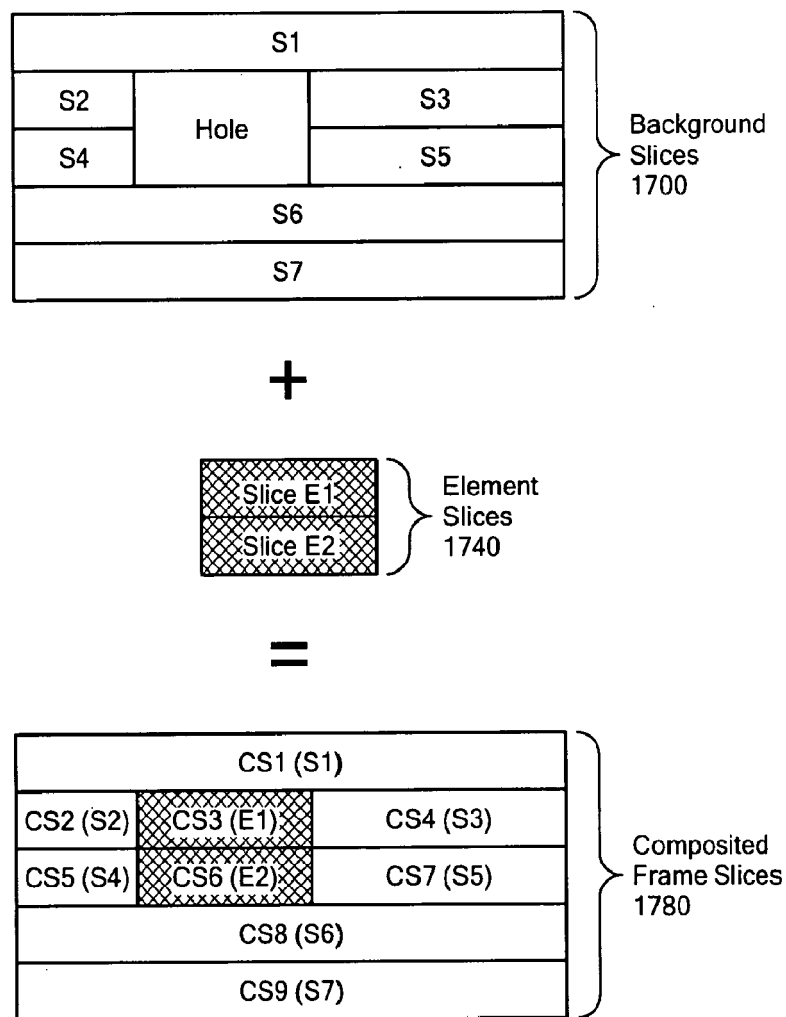 S1
S2
Hole
S3
S4
S5
S6
S7
Background
Slices
1700
+
Slice E1
Slice E2
Element
Slices
1740
=
CS1 (S1)
CS2 (S2)
CS3 (E1)
CS4 (S3)
CS5 (S4)
CS6 (E2)
CS7 (S5)
CS8 (S6)
CS9 (S7)
Composited
Frame Slices
1780